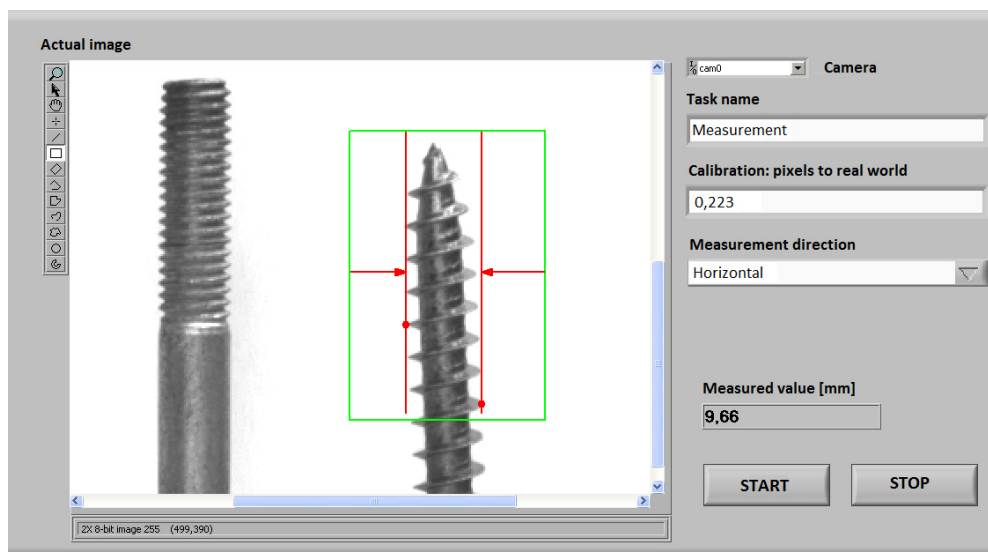 Actual image
cam0
Camera
Task name
Measurement
Calibration: pixels to real world
0,223
Measurement direction
Horizontal
Measured value [mm]
9,66
START
STOP
2X 8-bit image 255 (499,390)